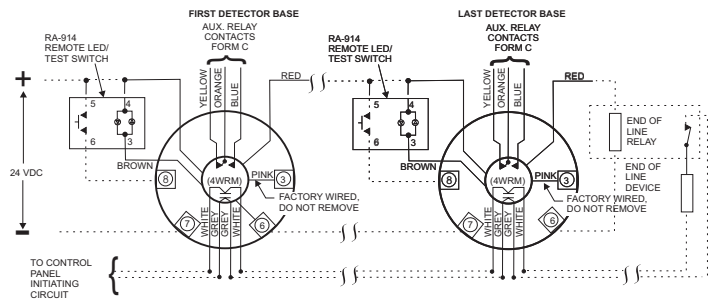 FIRST DETECTOR BASE
AUX. RELAY
CONTACTS
FORM C
RA-914
REMOTE LED/
TEST SWITCH
YELLOW
ORANGE
BLUE
RED
+
5
4
6
3
BROWN
24 VDC
8
(4WRM)
PINK
3
FACTORY WIRED,
DO NOT REMOVE
7
6
WHITE
GREY
GREY
WHITE
-
TO CONTROL
PANEL
INITIATING
CIRCUIT
LAST DETECTOR BASE
AUX. RELAY
CONTACTS
FORM C
RA-914
REMOTE LED/
TEST SWITCH
YELLOW
ORANGE
BLUE
RED
5
4
6
3
BROWN
8
(4WRM)
PINK
3
FACTORY WIRED,
DO NOT REMOVE
7
6
WHITE
GREY
GREY
WHITE
END OF
LINE
RELAY
END OF
LINE
DEVICE